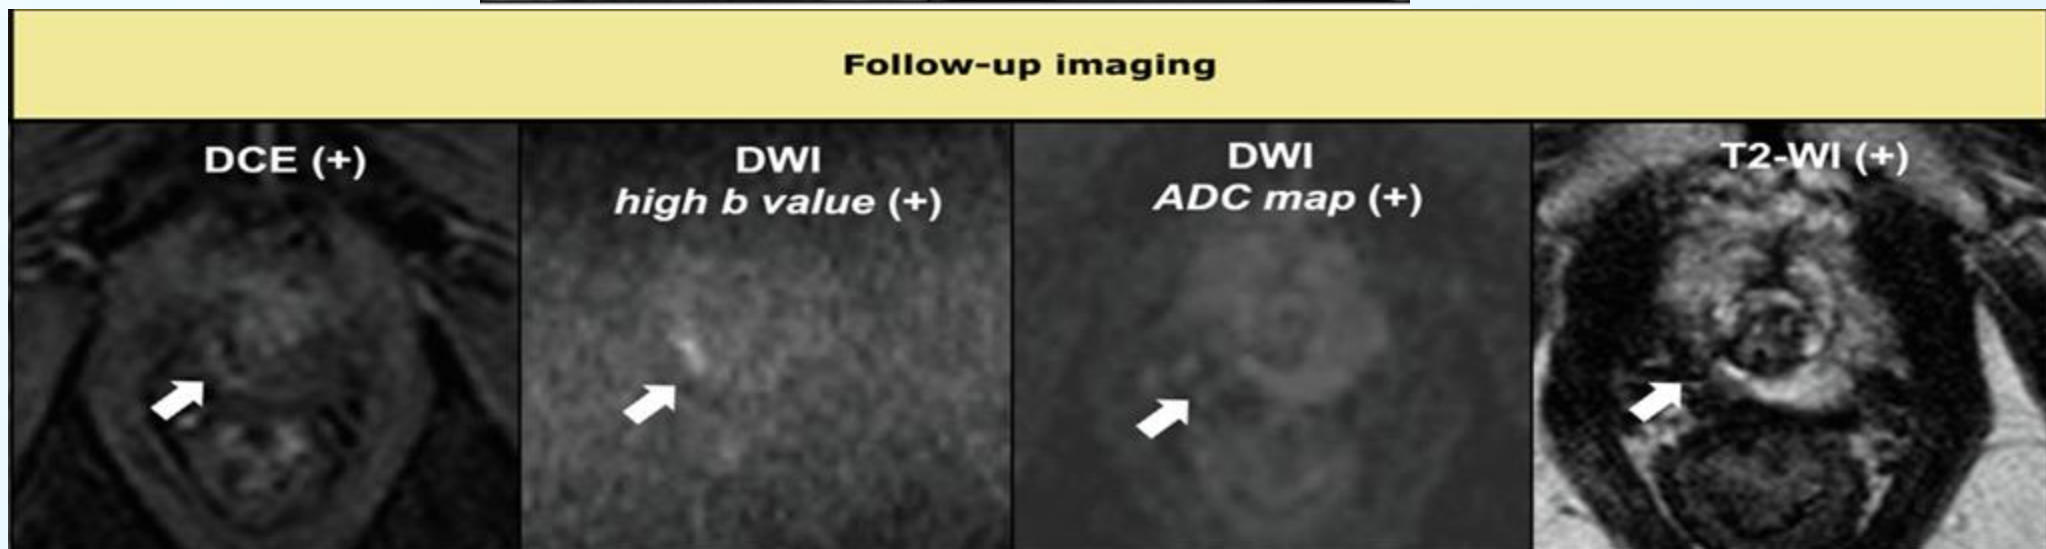 Follow-up imaging
DCE (+)
DWI
high b value (+)
DWI
ADC map (+)
T2-WI (+)